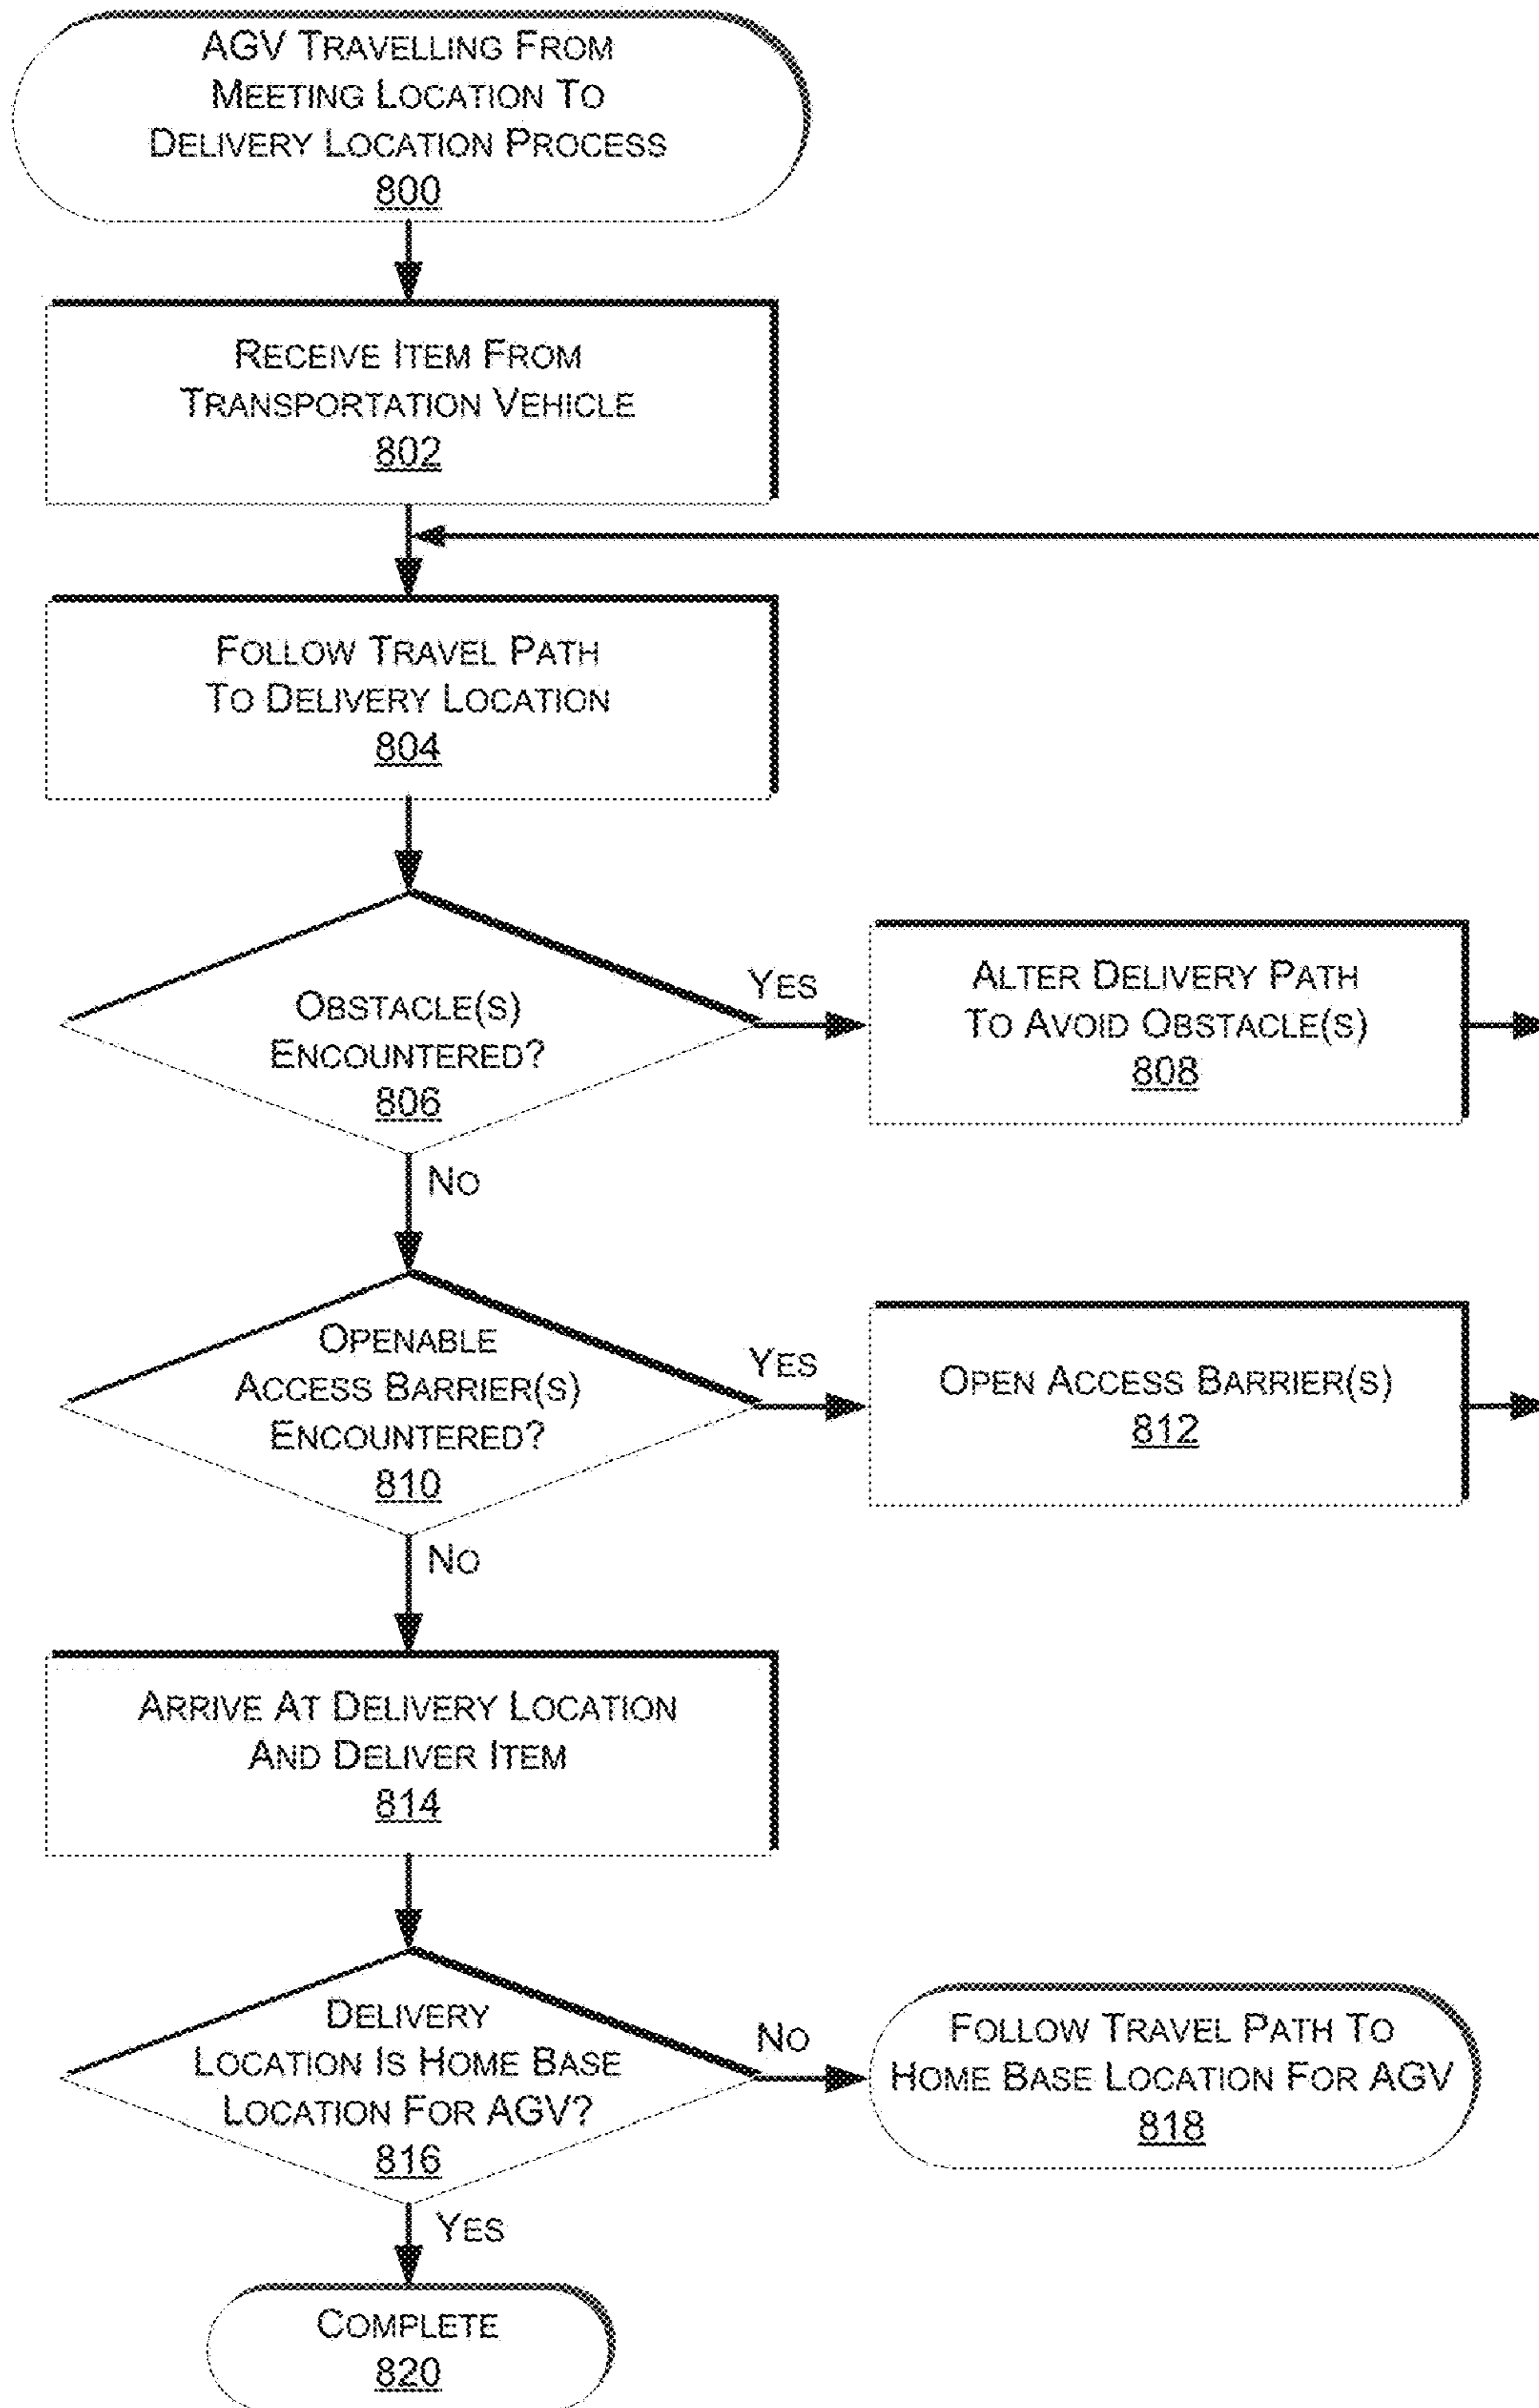 AGV TRAVELLING FROM
MEETING LOCATION TO
DELIVERY LOCATION PROCESS
800
RECEIVE ITEM FROM
TRANSPORTATION VEHICLE
802
FOLLOW TRAVEL PATH
TO DELIVERY LOCATION
804
OBSTACLE(S)
ENCOUNTERED?
806
YES
ALTER DELIVERY PATH
TO AVOID OBSTACLE(S)
808
NO
OPENABLE
ACCESS BARRIER(S)
ENCOUNTERED?
810
YES
OPEN ACCESS BARRIER(S)
812
NO
ARRIVE AT DELIVERY LOCATION
AND DELIVER ITEM
814
DELIVERY
LOCATION IS HOME BASE
LOCATION FOR AGV?
816
NO
FOLLOW TRAVEL PATH TO
HOME BASE LOCATION FOR AGV
818
YES
COMPLETE
820